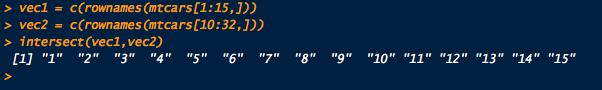 > vec1 = c(rownames(mtcars[1:15,]))
> vec2 = c(rownames(mtcars[10:32,]))
> intersect(vec1,vec2)
[1] "1" "2" "3" "4" "5" "6" "7" "8" "9" "10" "11" "12" "13" "14" "15"
>